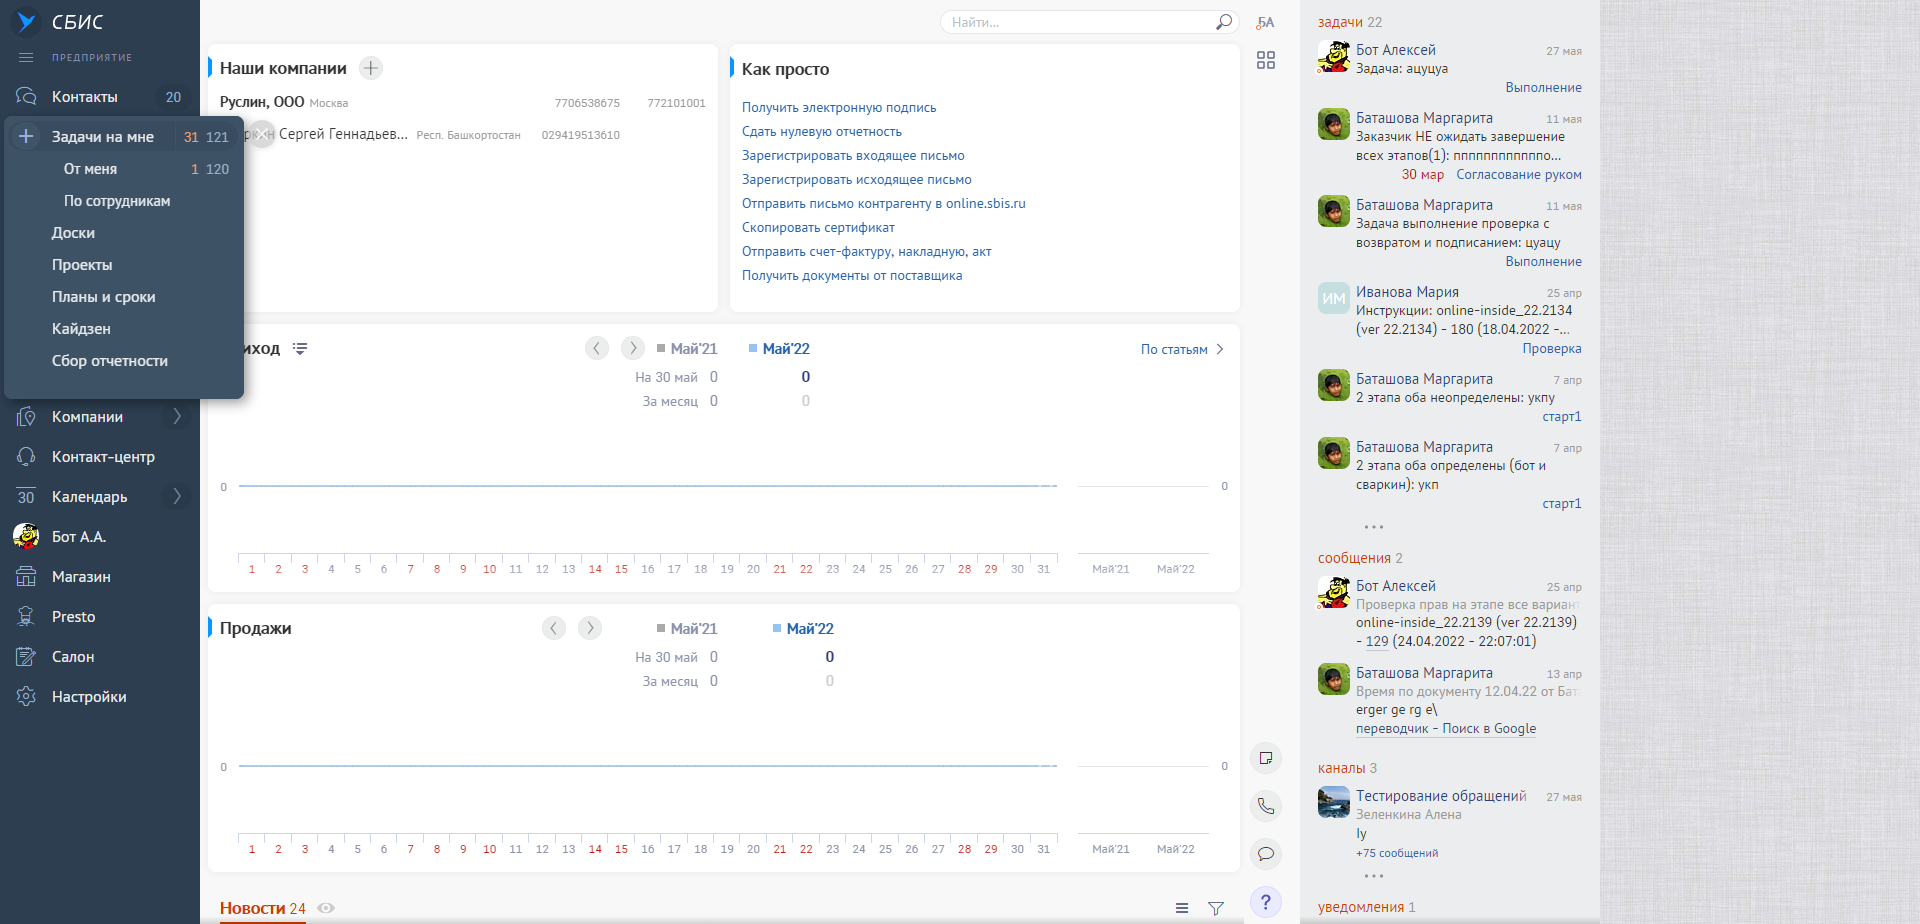 СБИС
ПРЕДПРИЯТИЕ
Контакты 20
Задачи на мне 31 121
От меня 1 120
По сотрудникам
Доски
Проекты
Планы и сроки
Кайдзен
Сбор отчетности
Компании
Контакт-центр
30 Календарь
Бот А.А.
Магазин
Presto
Салон
Настройки
Найти...
БА
Наши компании
Руслин, ООО Москва 7706538675 772101001
Сергей Геннадьев... Респ. Башкортостан 029419513610
Как просто
Получить электронную подпись
Сдать нулевую отчетность
Зарегистрировать входящее письмо
Зарегистрировать исходящее письмо
Отправить письмо контрагенту в online.sbis.ru
Скопировать сертификат
Отправить счет-фактуру, накладную, акт
Получить документы от поставщика
иход Май'21 Май'22 По статьям
На 30 май 0 0
За месяц 0 0
0 0
1 2 3 4 5 6 7 8 9 10 11 12 13 14 15 16 17 18 19 20 21 22 23 24 25 26 27 28 29 30 31 Май'21 Май'22
Продажи Май'21 Май'22
На 30 май 0 0
За месяц 0 0
0 0
1 2 3 4 5 6 7 8 9 10 11 12 13 14 15 16 17 18 19 20 21 22 23 24 25 26 27 28 29 30 31 Май'21 Май'22
Новости 24
?
задачи 22
Бот Алексей 27 мая
Задача: ацуцуа
Выполнение
Баташова Маргарита 11 мая
Заказчик НЕ ожидать завершение
всех этапов(1): пппппппппппо...
30 мар Согласование руком
Баташова Маргарита 11 мая
Задача выполнение проверка с
возвратом и подписанием: цуацу
Выполнение
ИМ Иванова Мария 25 апр
Инструкции: online-inside_22.2134
(ver 22.2134) - 180 (18.04.2022 -...
Проверка
Баташова Маргарита 7 апр
2 этапа оба неопределены: укпу
старт1
Баташова Маргарита 7 апр
2 этапа оба определены (бот и
сваркин): укп
старт1
...
сообщения 2
Бот Алексей 25 апр
Проверка прав на этапе все вариант
online-inside_22.2139 (ver 22.2139)
- 129 (24.04.2022 - 22:07:01)
Баташова Маргарита 13 апр
Время по документу 12.04.22 от Бата
erger ge rg e\
переводчик - Поиск в Google
каналы 3
Тестирование обращений 27 мая
Зеленкина Алена
Iy
+75 сообщений
...
уведомления 1